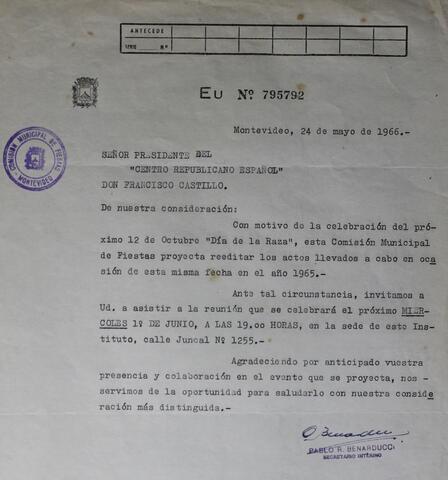 ANTECEDE
SERIE Nº
EU Nº 795792
Montevideo, 24 de mayo de 1966.-
COMISION MUNICIPAL DE FIESTAS
MONTEVIDEO
SEÑOR PRESIDENTE DEL
"CENTRO REPUBLICANO ESPAÑOL"
DON FRANCISCO CASTILLO.
De nuestra consideración:
Con motivo de la celebración del pró-
ximo 12 de Octubre "Día de la Raza", esta Comisión Municipal
de Fiestas proyecta reeditar los actos llevados a cabo en oca
sión de esta misma fecha en el año 1965.-
Ante tal circunstancia, invitamos a
Ud. a asistir a la reunión que se celebrará el próximo MIER-
COLES 1º DE JUNIO, A LAS 19.oo HORAS, en la sede de este Ins-
tituto, calle Juncal Nº 1255.-
Agradeciendo por anticipado vuestra
presencia y colaboración en el evento que se proyecta, nos -
servimos de la oportunidad para saludarlo con nuestra conside
ración más distinguida.-
PABLO R. BENARDUCCI
SECRETARIO INTERINO